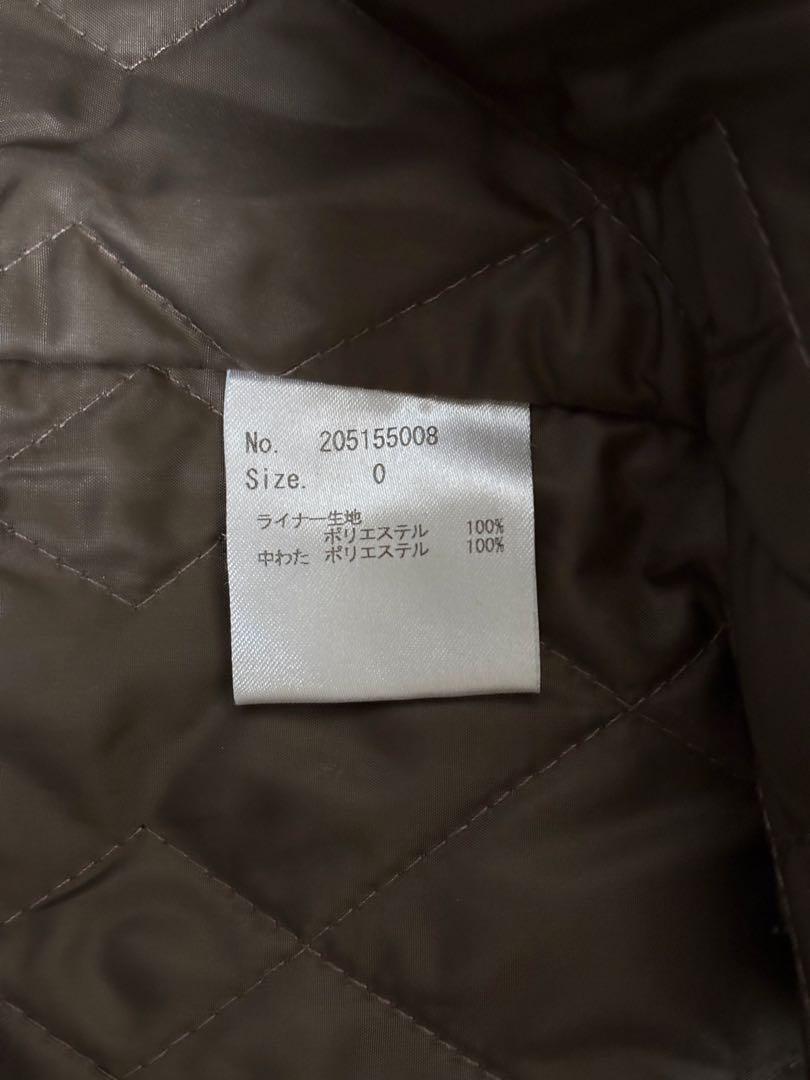 No. 205155008
Size. 0
ライナー生地
ポリエステル 100%
中わた ポリエステル 100%